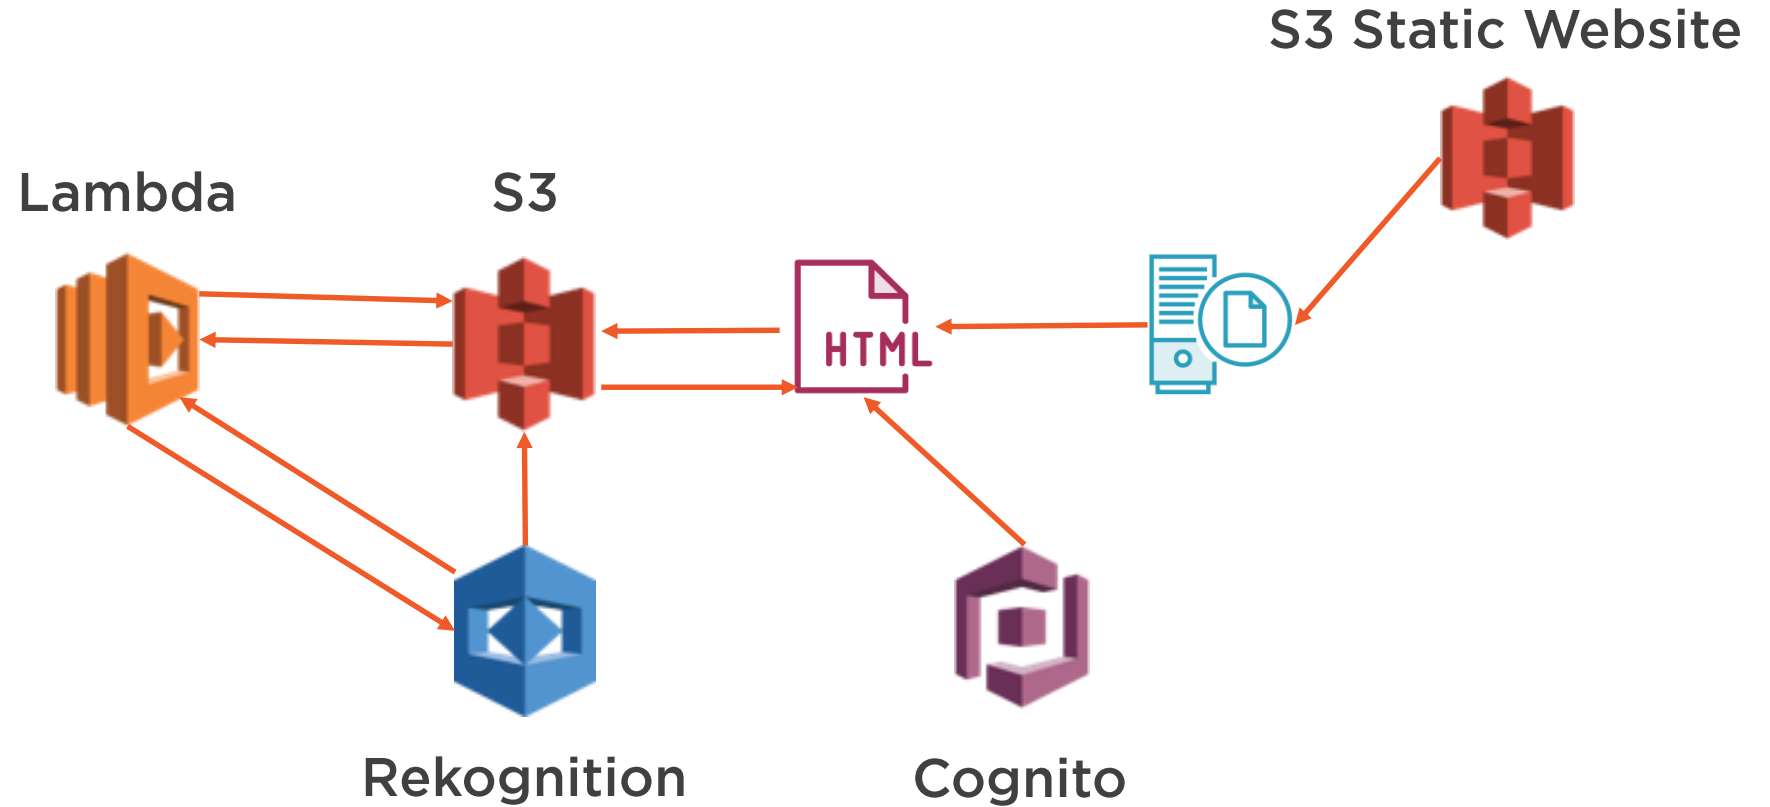 S3 Static Website
Lambda
S3
HTML
Rekognition
Cognito